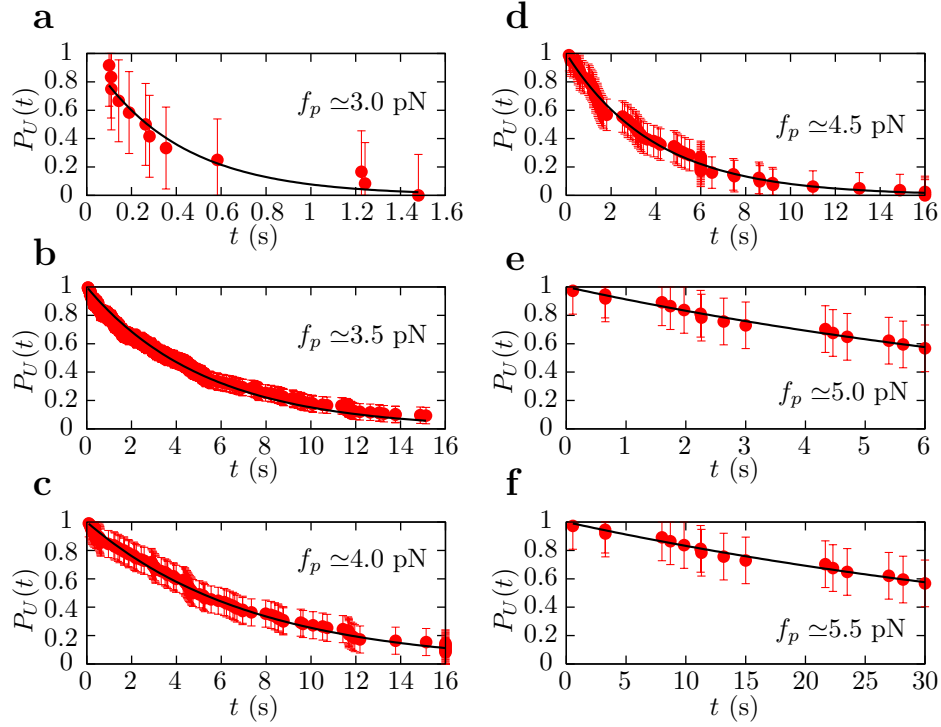 a
P_U(t)
1
0.8
0.6
0.4
0.2
0
f_p ≃3.0 pN
0 0.2 0.4 0.6 0.8 1 1.2 1.4 1.6
t (s)
b
P_U(t)
1
0.8
0.6
0.4
0.2
0
f_p ≃3.5 pN
0 2 4 6 8 10 12 14 16
t (s)
c
P_U(t)
1
0.8
0.6
0.4
0.2
0
f_p ≃4.0 pN
0 2 4 6 8 10 12 14 16
t (s)
d
P_U(t)
1
0.8
0.6
0.4
0.2
0
f_p ≃4.5 pN
0 2 4 6 8 10 12 14 16
t (s)
e
P_U(t)
1
0.8
0.6
0.4
0.2
0
f_p ≃5.0 pN
0 1 2 3 4 5 6
t (s)
f
P_U(t)
1
0.8
0.6
0.4
0.2
0
f_p ≃5.5 pN
0 5 10 15 20 25 30
t (s)